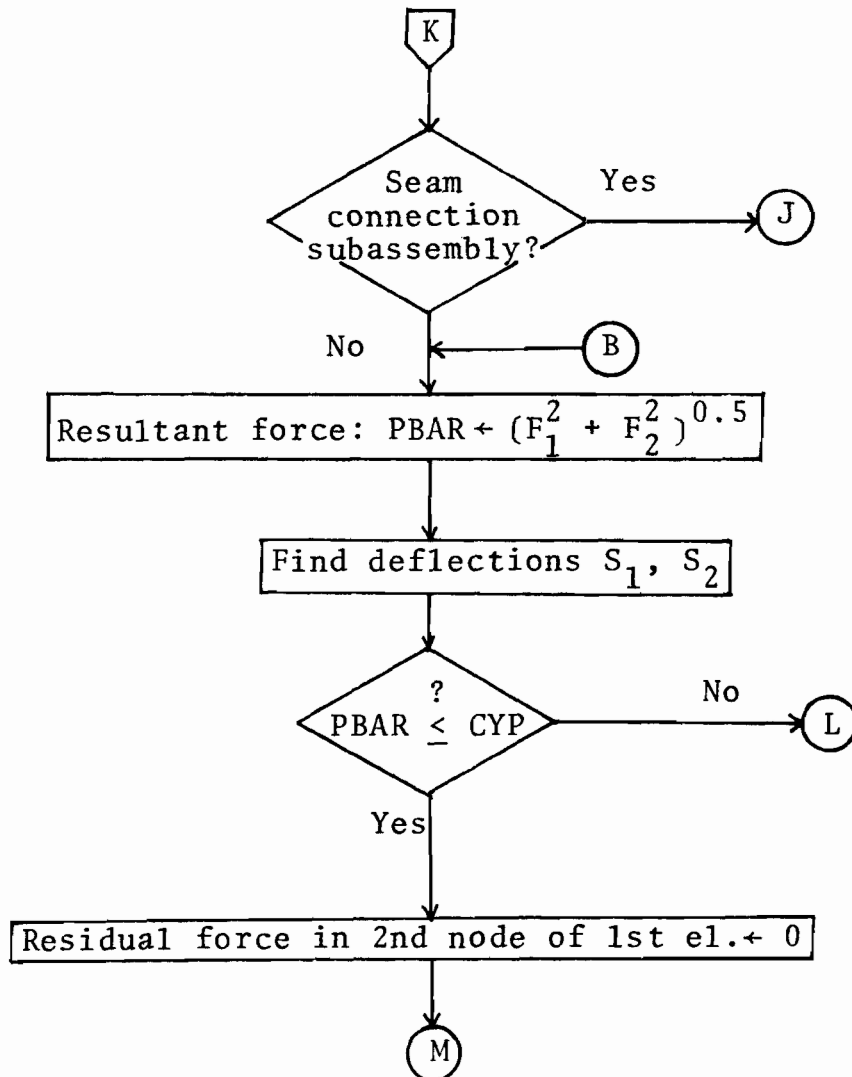 K
Seam
connection
subassembly?
Yes
J
No
B
Resultant force: PBAR ← (F₁² + F₂²)^0.5
Find deflections S₁, S₂
?
PBAR ≤ CYP
No
L
Yes
Residual force in 2nd node of 1st el.← 0
M